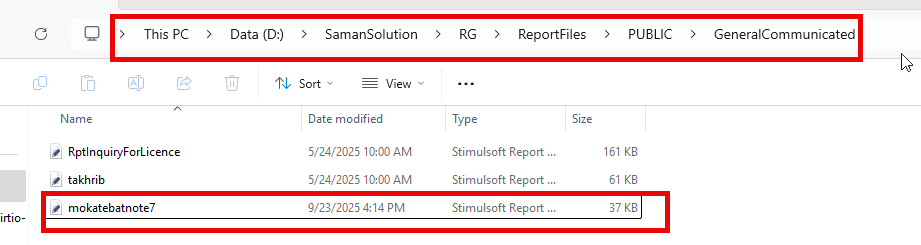 This PC > Data (D:) > SamanSolution > RG > ReportFiles > PUBLIC > GeneralCommunicated
Sort View ...
Name Date modified Type Size
RptInquiryForLicence 5/24/2025 10:00 AM Stimulsoft Report ... 161 KB
takhrib 5/24/2025 10:00 AM Stimulsoft Report ... 61 KB
mokatebatnote7 9/23/2025 4:14 PM Stimulsoft Report ... 37 KB
irtio-